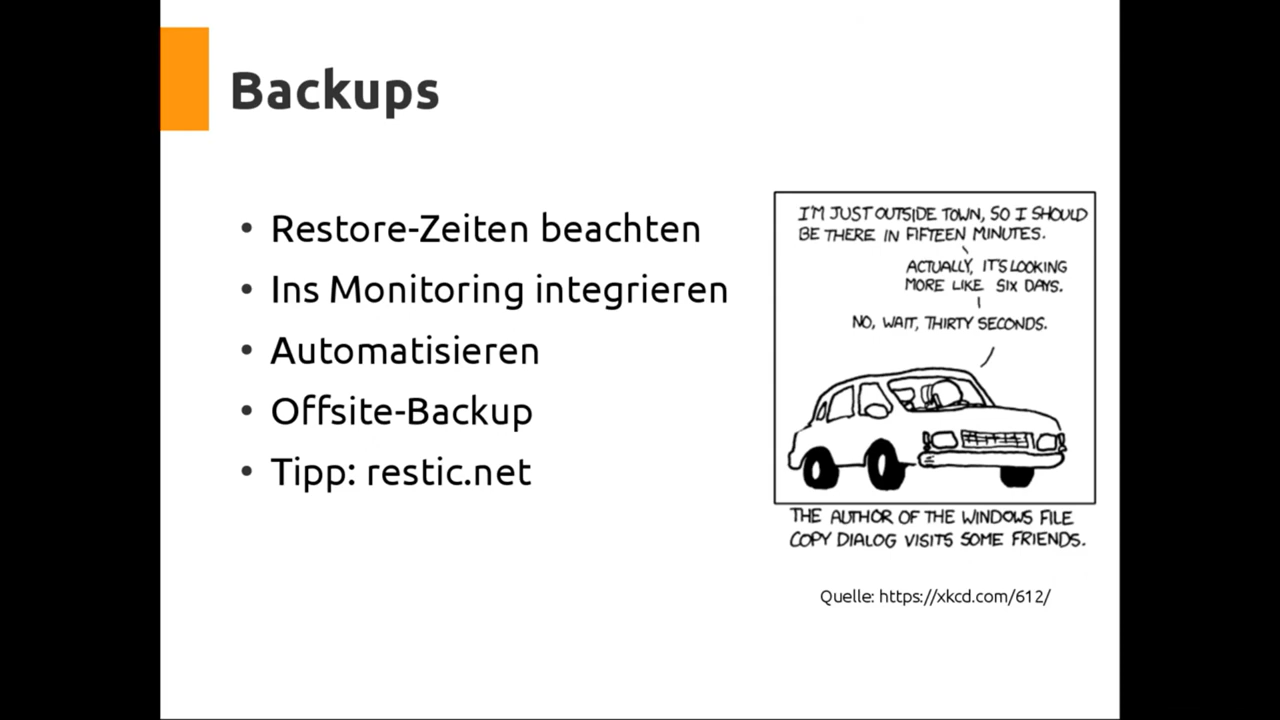 Backups
• Restore-Zeiten beachten
• Ins Monitoring integrieren
• Automatisieren
• Offsite-Backup
• Tipp: restic.net
I'M JUST OUTSIDE TOWN, SO I SHOULD
BE THERE IN FIFTEEN MINUTES.
ACTUALLY, IT'S LOOKING
MORE LIKE SIX DAYS.
NO, WAIT, THIRTY SECONDS.
THE AUTHOR OF THE WINDOWS FILE
COPY DIALOG VISITS SOME FRIENDS.
Quelle: https://xkcd.com/612/